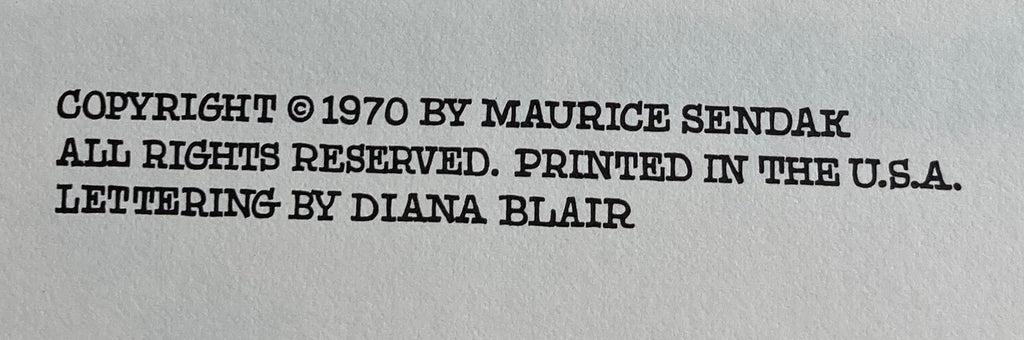 COPYRIGHT © 1970 BY MAURICE SENDAK
ALL RIGHTS RESERVED. PRINTED IN THE U.S.A.
LETTERING BY DIANA BLAIR